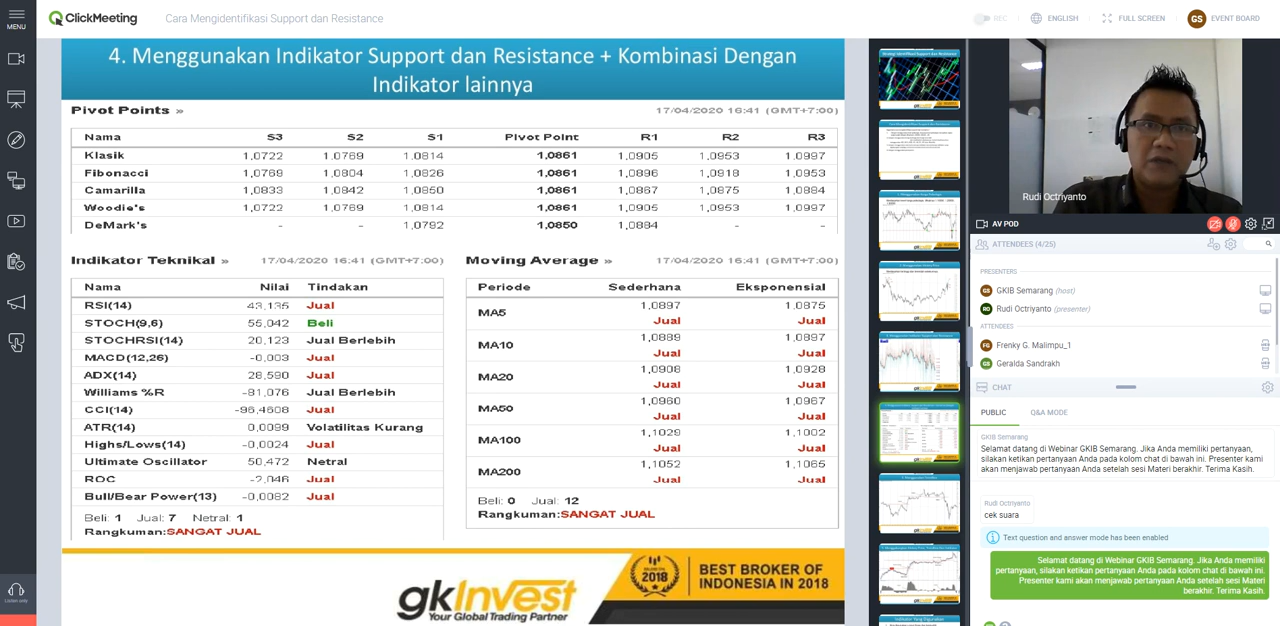 MENU
ClickMeeting
Cara Mengidentifikasi Support dan Resistance
REC
ENGLISH
FULL SCREEN
GS
EVENT BOARD
4. Menggunakan Indikator Support dan Resistance + Kombinasi Dengan
Indikator lainnya
Pivot Points »
17/04/2020 16:41 (GMT+7:00)
Nama S3 S2 S1 Pivot Point R1 R2 R3
Klasik 1,0722 1,0769 1,0814 1,0861 1,0905 1,0953 1,0997
Fibonacci 1,0769 1,0804 1,0826 1,0861 1,0896 1,0918 1,0953
Camarilla 1,0833 1,0842 1,0850 1,0861 1,0867 1,0875 1,0884
Woodie's 1,0722 1,0769 1,0814 1,0861 1,0905 1,0953 1,0997
DeMark's - - 1,0792 1,0850 1,0884 - -
Indikator Teknikal »
17/04/2020 16:41 (GMT+7:00)
Nama Nilai Tindakan
RSI(14) 43,135 Jual
STOCH(9,6) 55,042 Beli
STOCHRSI(14) 20,123 Jual Berlebih
MACD(12,26) -0,003 Jual
ADX(14) 28,590 Jual
Williams %R -81,076 Jual Berlebih
CCI(14) -96,4608 Jual
ATR(14) 0,0099 Volatilitas Kurang
Highs/Lows(14) -0,0024 Jual
Ultimate Oscillator 50,472 Netral
ROC -2,046 Jual
Bull/Bear Power(13) -0,0082 Jual
Beli: 1 Jual: 7 Netral: 1
Rangkuman:SANGAT JUAL
Moving Average »
17/04/2020 16:41 (GMT+7:00)
Periode Sederhana Eksponensial
MA5 1,0897 1,0875
Jual Jual
MA10 1,0889 1,0897
Jual Jual
MA20 1,0908 1,0928
Jual Jual
MA50 1,0960 1,0967
Jual Jual
MA100 1,1029 1,1002
Jual Jual
MA200 1,1052 1,1065
Jual Jual
Beli: 0 Jual: 12
Rangkuman:SANGAT JUAL
gkInvest
Your Global Trading Partner
2018
BEST BROKER OF
INDONESIA IN 2018
Listen only
Indikator Yang Digunakan
Rudi Octriyanto
AV POD
ATTENDEES (4/25)
PRESENTERS
GS GKIB Semarang (host)
RO Rudi Octriyanto (presenter)
ATTENDEES
FG Frenky G. Malimpu_1
GS Geralda Sandrakh
CHAT
PUBLIC
Q&A MODE
GKIB Semarang
Selamat datang di Webinar GKIB Semarang. Jika Anda memiliki pertanyaan,
silakan ketikan pertanyaan Anda pada kolom chat di bawah ini. Presenter kami
akan menjawab pertanyaan Anda setelah sesi Materi berakhir. Terima Kasih.
Rudi Octriyanto
cek suara
Text question and answer mode has been enabled
Selamat datang di Webinar GKIB Semarang. Jika Anda memiliki
pertanyaan, silakan ketikan pertanyaan Anda pada kolom chat di bawah ini.
Presenter kami akan menjawab pertanyaan Anda setelah sesi Materi
berakhir. Terima Kasih.